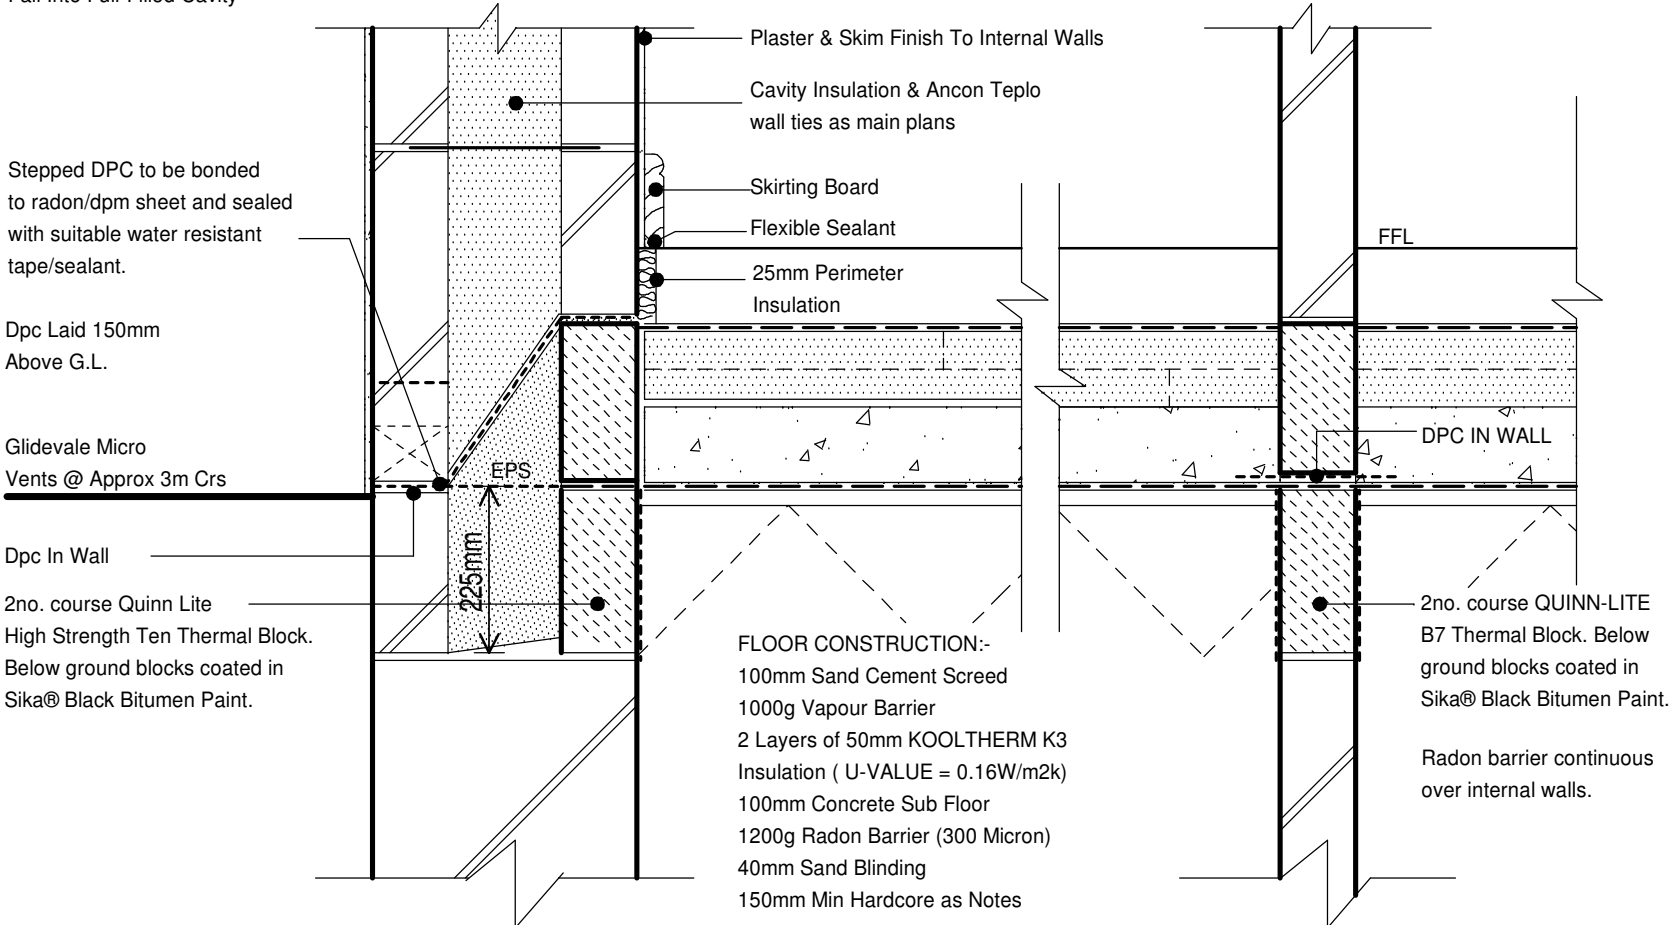 Plaster & Skim Finish To Internal Walls
Cavity Insulation & Ancon Teplo
wall ties as main plans
Stepped DPC to be bonded
to radon/dpm sheet and sealed
with suitable water resistant
tape/sealant.
Skirting Board
Flexible Sealant
FFL
25mm Perimeter
Insulation
Dpc Laid 150mm
Above G.L.
Glidevale Micro
Vents @ Approx 3m Crs
EPS
DPC IN WALL
225mm
Dpc In Wall
2no. course Quinn Lite
High Strength Ten Thermal Block.
Below ground blocks coated in
Sika® Black Bitumen Paint.
FLOOR CONSTRUCTION:-
100mm Sand Cement Screed
1000g Vapour Barrier
2 Layers of 50mm KOOLTHERM K3
Insulation ( U-VALUE = 0.16W/m2k)
100mm Concrete Sub Floor
1200g Radon Barrier (300 Micron)
40mm Sand Blinding
150mm Min Hardcore as Notes
2no. course QUINN-LITE
B7 Thermal Block. Below
ground blocks coated in
Sika® Black Bitumen Paint.
Radon barrier continuous
over internal walls.